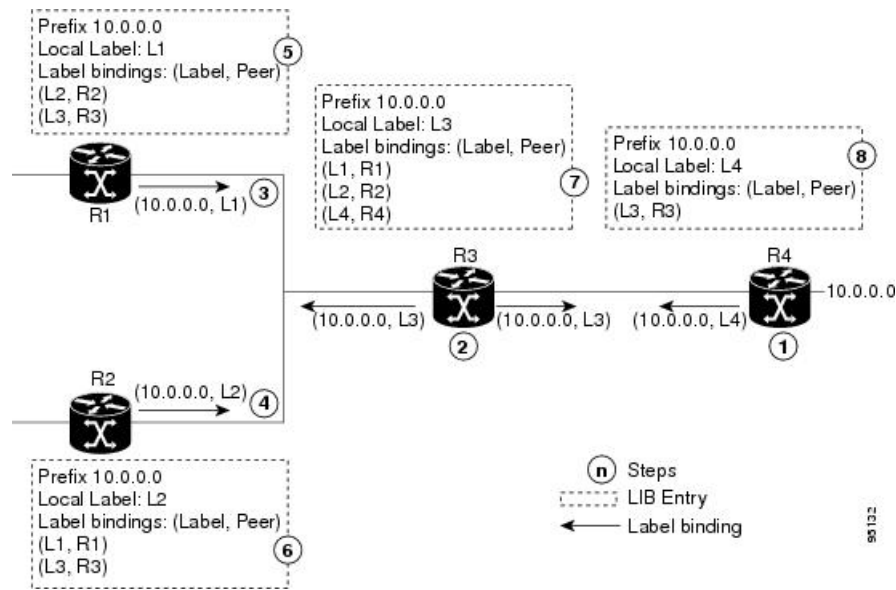 Prefix 10.0.0.0
Local Label: L1
Label bindings: (Label, Peer)
(L2, R2)
(L3, R3)
5
R1
(10.0.0.0, L1)
3
Prefix 10.0.0.0
Local Label: L3
Label bindings: (Label, Peer)
(L1, R1)
(L2, R2)
(L4, R4)
7
Prefix 10.0.0.0
Local Label: L4
Label bindings: (Label, Peer)
(L3, R3)
8
R3
(10.0.0.0, L3)
(10.0.0.0, L3)
2
R4
10.0.0.0
(10.0.0.0, L4)
1
R2
(10.0.0.0, L2)
4
Prefix 10.0.0.0
Local Label: L2
Label bindings: (Label, Peer)
(L1, R1)
(L3, R3)
6
n Steps
LIB Entry
Label binding
95132